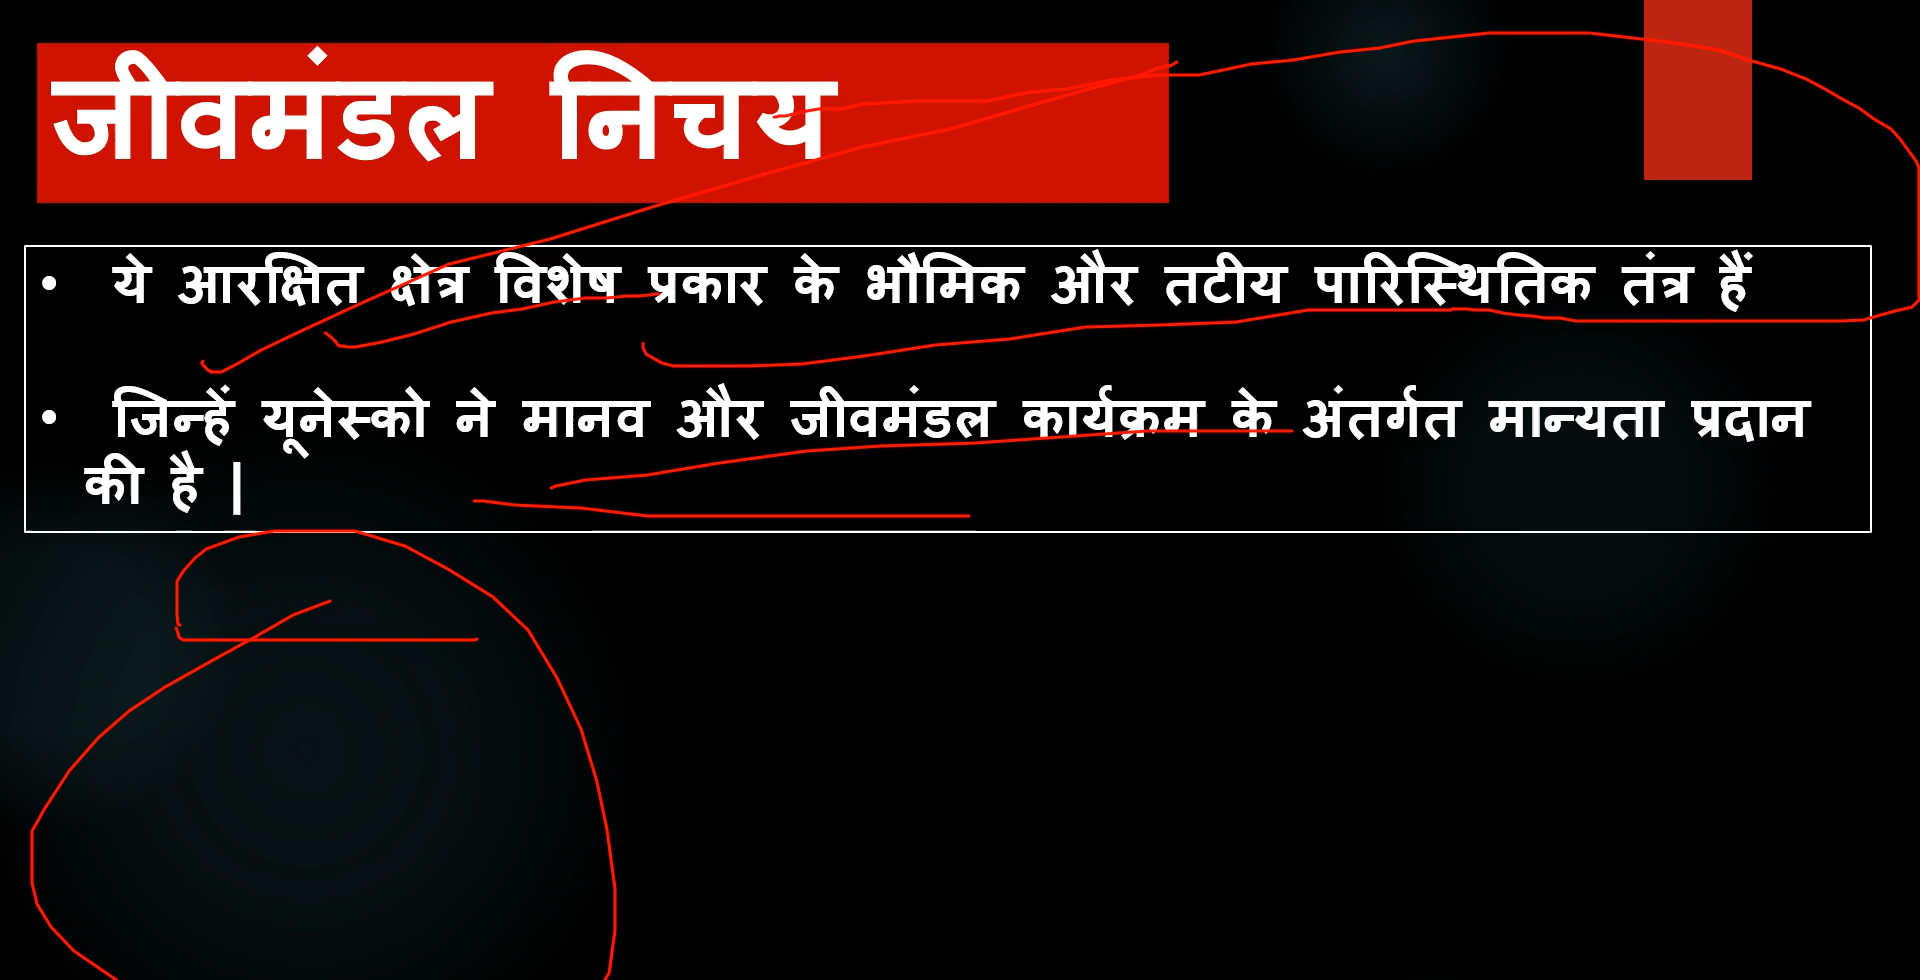 जीवमंडल निचय
• ये आरक्षित क्षेत्र विशेष प्रकार के भौमिक और तटीय पारिस्थितिक तंत्र हैं
• जिन्हें यूनेस्को ने मानव और जीवमंडल कार्यक्रम के अंतर्गत मान्यता प्रदान
की है |